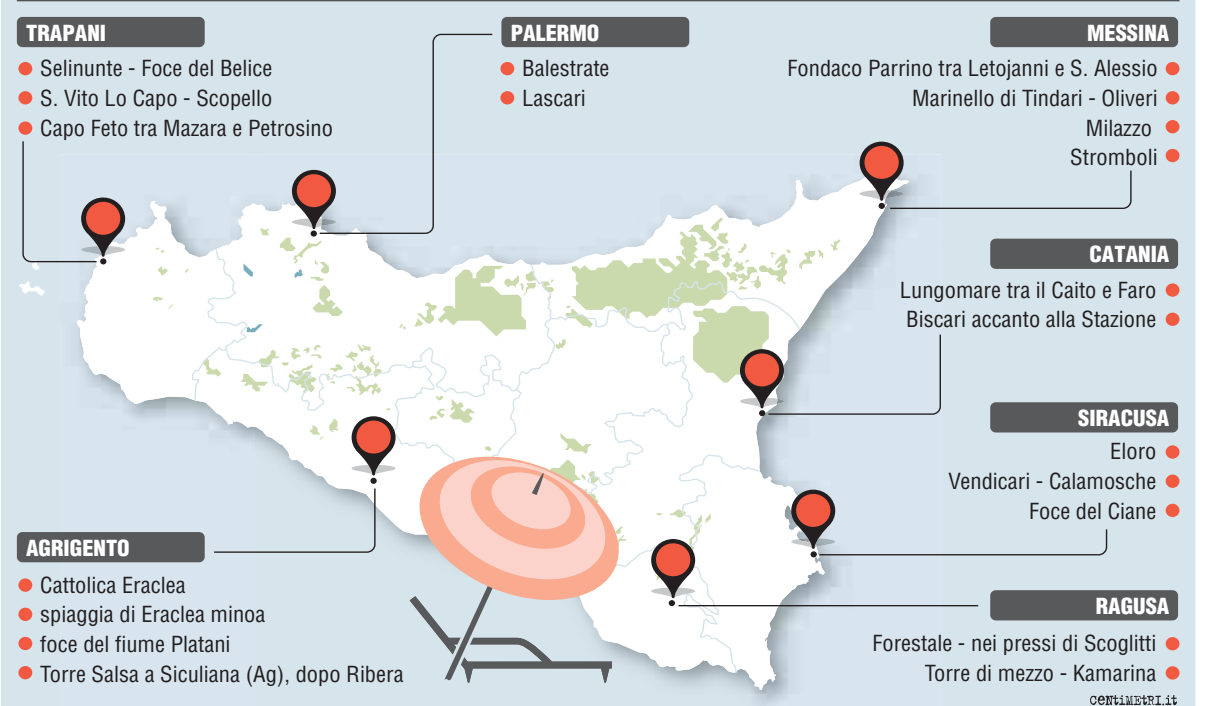 TRAPANI
Selinunte - Foce del Belice
S. Vito Lo Capo - Scopello
Capo Feto tra Mazara e Petrosino
PALERMO
Balestrate
Lascari
MESSINA
Fondaco Parrino tra Letojanni e S. Alessio
Marinello di Tindari - Oliveri
Milazzo
Stromboli
CATANIA
Lungomare tra il Caito e Faro
Biscari accanto alla Stazione
SIRACUSA
Eloro
Vendicari - Calamosche
Foce del Ciane
AGRIGENTO
Cattolica Eraclea
spiaggia di Eraclea minoa
foce del fiume Platani
Torre Salsa a Siculiana (Ag), dopo Ribera
RAGUSA
Forestale - nei pressi di Scoglitti
Torre di mezzo - Kamarina
CENTIMETRI.it